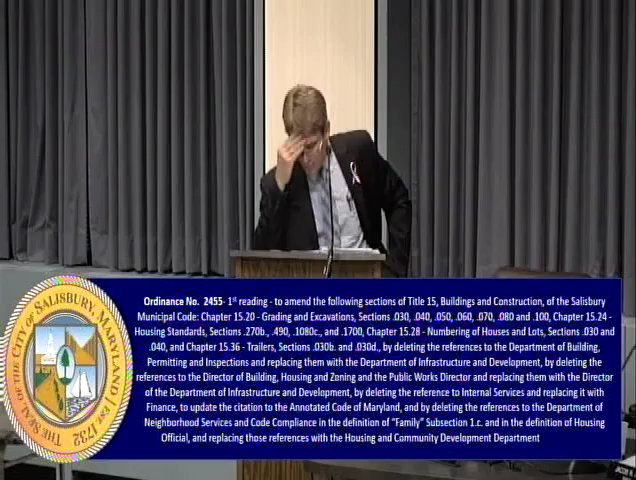 Ordinance No. 2455- 1st reading - to amend the following sections of Title 15, Buildings and Construction, of the Salisbury
Municipal Code: Chapter 15.20 - Grading and Excavations, Sections .030, .040, .050, .060, .070, .080 and .100, Chapter 15.24 -
Housing Standards, Sections .270b., .490, .1080c., and .1700, Chapter 15.28 - Numbering of Houses and Lots, Sections .030 and
.040, and Chapter 15.36 - Trailers, Sections .030b. and .030d., by deleting the references to the Department of Building,
Permitting and Inspections and replacing them with the Department of Infrastructure and Development, by deleting the
references to the Director of Building, Housing and Zoning and the Public Works Director and replacing them with the Director
of the Department of Infrastructure and Development, by deleting the reference to Internal Services and replacing it with
Finance, to update the citation to the Annotated Code of Maryland, and by deleting the references to the Department of
Neighborhood Services and Code Compliance in the definition of "Family" Subsection 1.c. and in the definition of Housing
Official, and replacing those references with the Housing and Community Development Department
THE SEAL OF THE CITY OF SALISBURY, MARYLAND, EST 1732